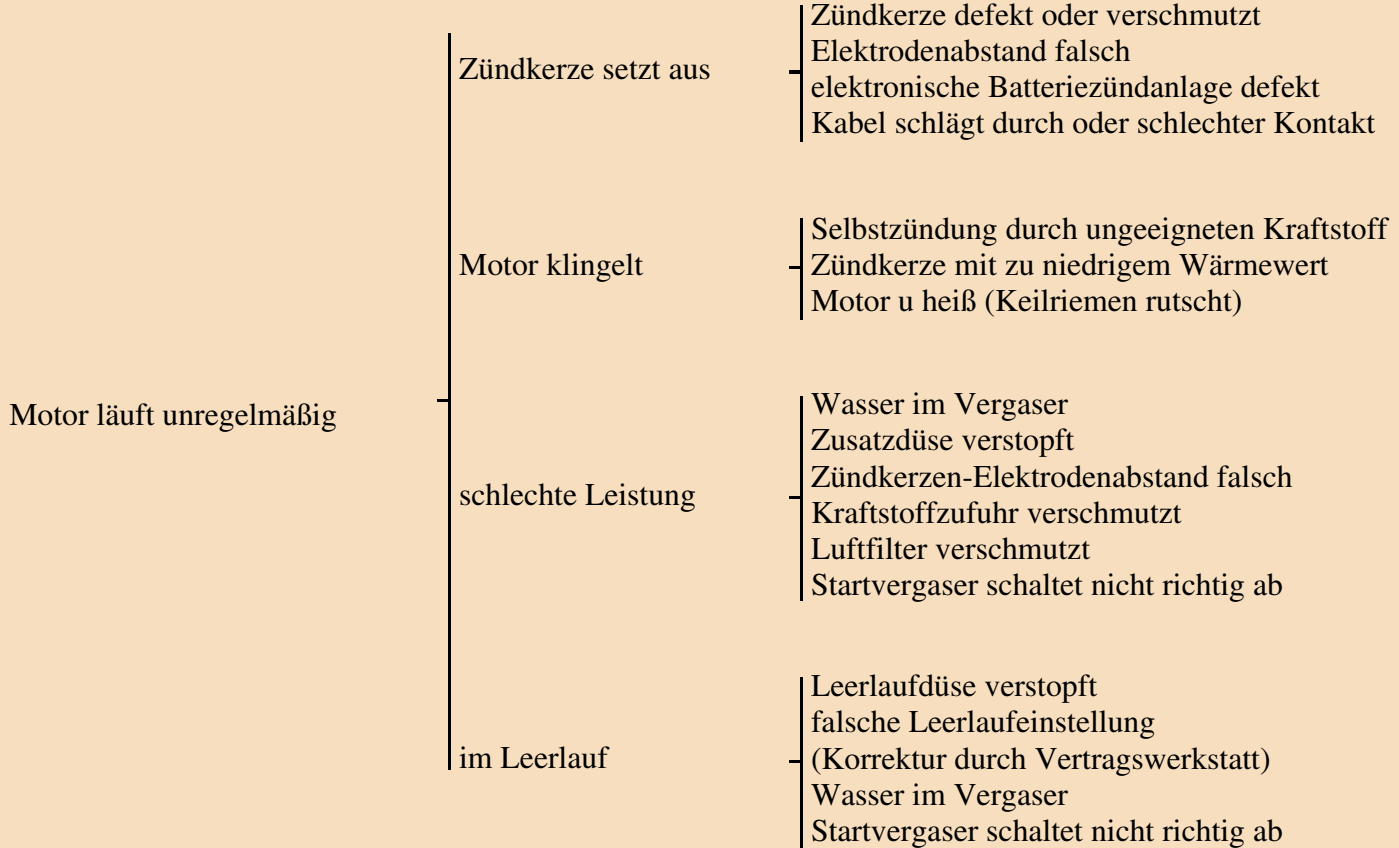 Motor läuft unregelmäßig
Zündkerze setzt aus
Zündkerze defekt oder verschmutzt
Elektrodenabstand falsch
elektronische Batteriezündanlage defekt
Kabel schlägt durch oder schlechter Kontakt
Motor klingelt
Selbstzündung durch ungeeigneten Kraftstoff
Zündkerze mit zu niedrigem Wärmewert
Motor u heiß (Keilriemen rutscht)
schlechte Leistung
Wasser im Vergaser
Zusatzdüse verstopft
Zündkerzen-Elektrodenabstand falsch
Kraftstoffzufuhr verschmutzt
Luftfilter verschmutzt
Startvergaser schaltet nicht richtig ab
im Leerlauf
Leerlaufdüse verstopft
falsche Leerlaufeinstellung
(Korrektur durch Vertragswerkstatt)
Wasser im Vergaser
Startvergaser schaltet nicht richtig ab